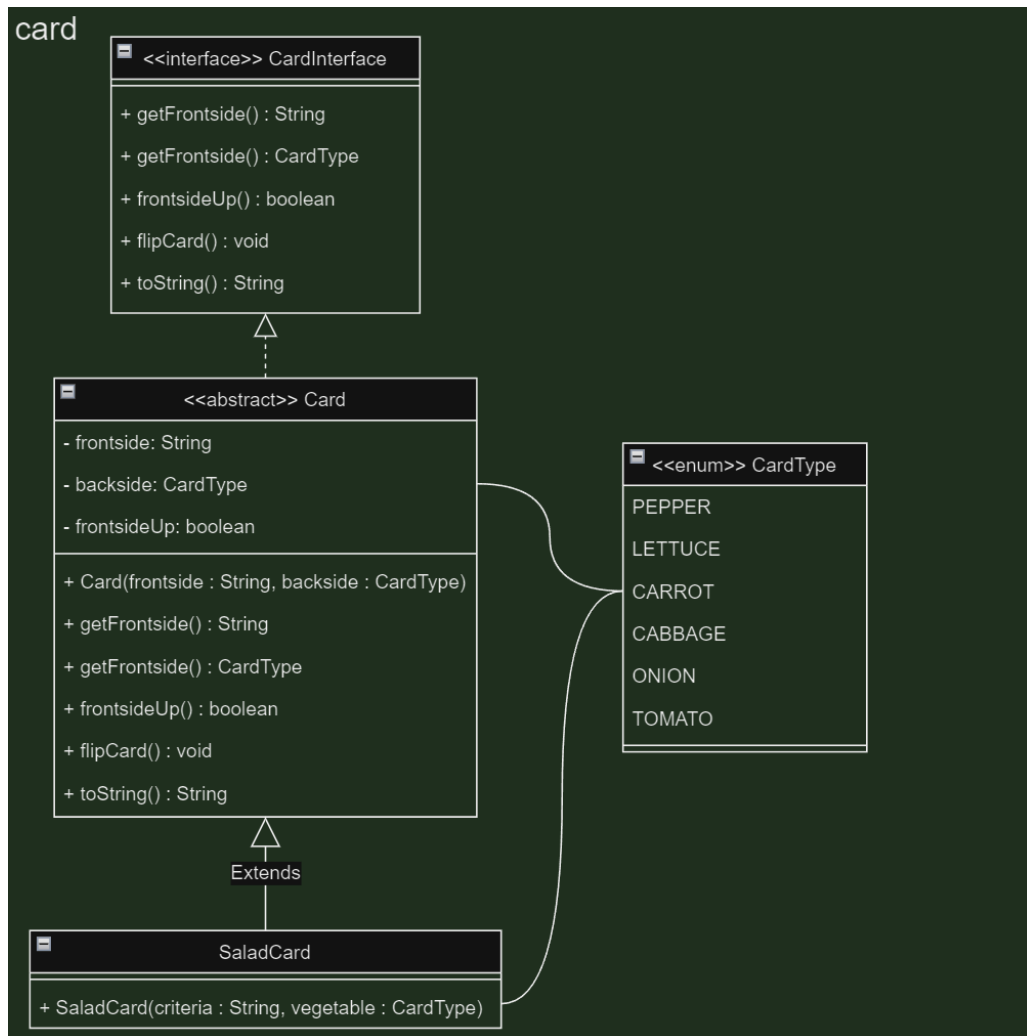 card
<<interface>> CardInterface
+ getFrontside() : String
+ getFrontside() : CardType
+ frontsideUp() : boolean
+ flipCard() : void
+ toString() : String
<<abstract>> Card
- frontside: String
- backside: CardType
- frontsideUp: boolean
+ Card(frontside : String, backside : CardType)
+ getFrontside() : String
+ getFrontside() : CardType
+ frontsideUp() : boolean
+ flipCard() : void
+ toString() : String
<<enum>> CardType
PEPPER
LETTUCE
CARROT
CABBAGE
ONION
TOMATO
Extends
SaladCard
+ SaladCard(criteria : String, vegetable : CardType)